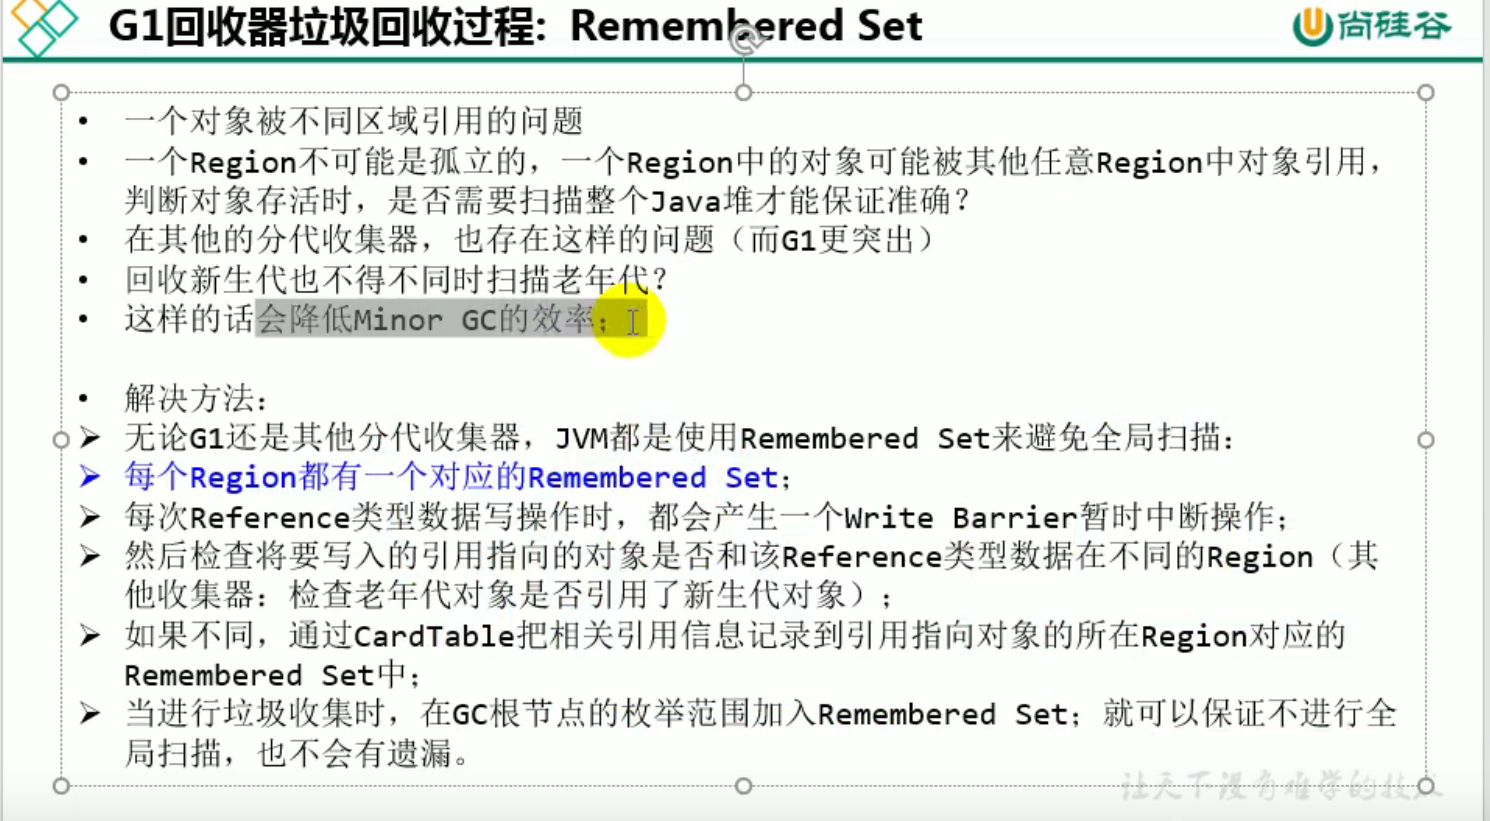 G1回收器垃圾回收过程: Remembered Set
尚硅谷
• 一个对象被不同区域引用的问题
• 一个Region不可能是孤立的，一个Region中的对象可能被其他任意Region中对象引用，
判断对象存活时，是否需要扫描整个Java堆才能保证准确？
• 在其他的分代收集器，也存在这样的问题（而G1更突出）
• 回收新生代也不得不同时扫描老年代？
• 这样的话会降低Minor GC的效率；
• 解决方法：
➢ 无论G1还是其他分代收集器，JVM都是使用Remembered Set来避免全局扫描：
➢ 每个Region都有一个对应的Remembered Set；
➢ 每次Reference类型数据写操作时，都会产生一个Write Barrier暂时中断操作；
➢ 然后检查将要写入的引用指向的对象是否和该Reference类型数据在不同的Region（其
他收集器：检查老年代对象是否引用了新生代对象）；
➢ 如果不同，通过CardTable把相关引用信息记录到引用指向对象的所在Region对应的
Remembered Set中；
➢ 当进行垃圾收集时，在GC根节点的枚举范围加入Remembered Set；就可以保证不进行全
局扫描，也不会有遗漏。
让天下没有难学的技术